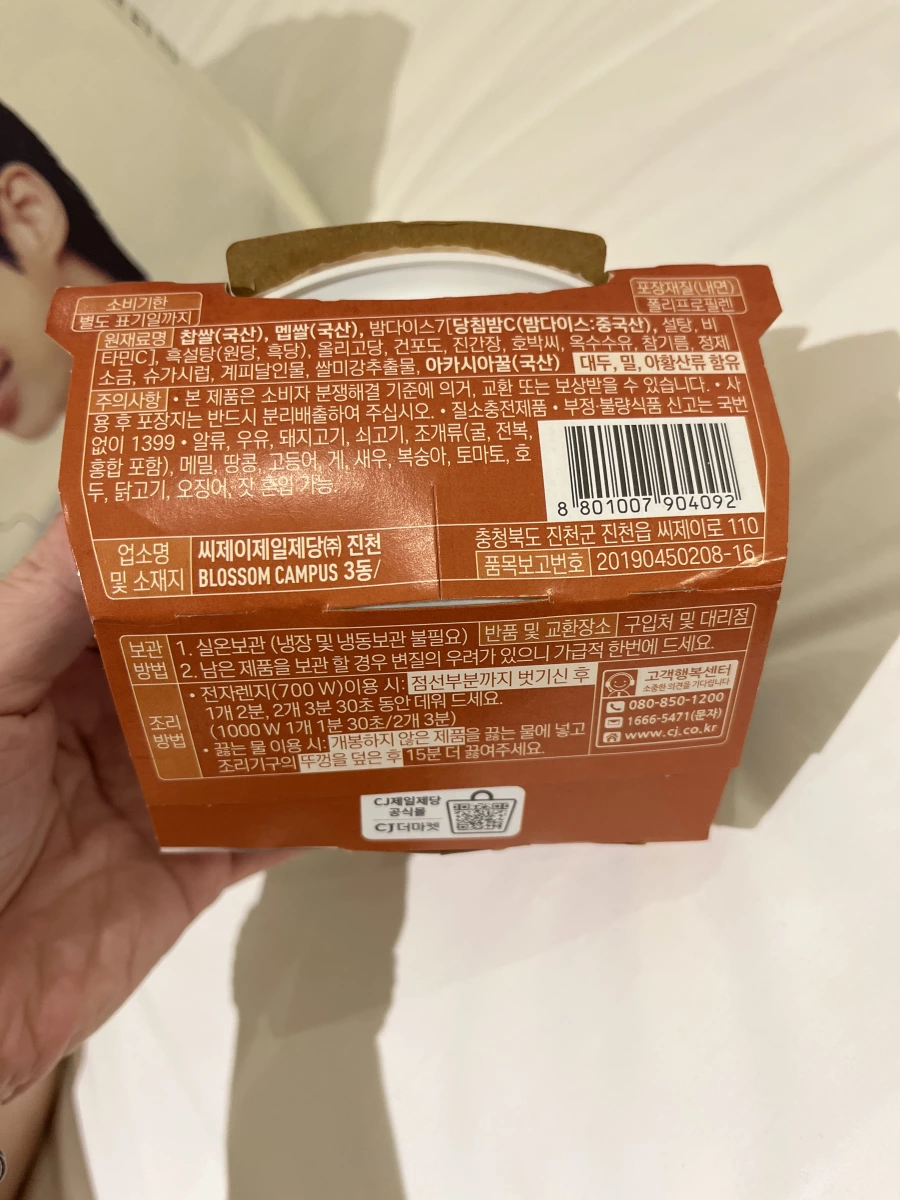 소비기한
별도 표기일까지
포장재질(내면)
폴리프로필렌
원재료명 찹쌀(국산), 멥쌀(국산), 밤다이스7[당침밤C(밤다이스:중국산), 설탕, 비
타민C], 흑설탕(원당, 흑당), 올리고당, 건포도, 진간장, 호박씨, 옥수수유, 참기름, 정제
소금, 슈가시럽, 계피달인물, 쌀미강추출물, 아카시아꿀(국산) 대두, 밀, 아황산류 함유
주의사항 • 본 제품은 소비자 분쟁해결 기준에 의거, 교환 또는 보상받을 수 있습니다. • 사
용 후 포장지는 반드시 분리배출하여 주십시오. • 질소충전제품 • 부정·불량식품 신고는 국번
없이 1399 • 알류, 우유, 돼지고기, 쇠고기, 조개류(굴, 전복,
홍합 포함), 메밀, 땅콩, 고등어, 게, 새우, 복숭아, 토마토, 호
두, 닭고기, 오징어, 잣 혼입 가능
8 801007 904092
업소명
및 소재지
씨제이제일제당㈜ 진천
BLOSSOM CAMPUS 3동/
충청북도 진천군 진천읍 씨제이로 110
품목보고번호 20190450208-16
보관
방법
1. 실온보관 (냉장 및 냉동보관 불필요) 반품 및 교환장소 구입처 및 대리점
2. 남은 제품을 보관 할 경우 변질의 우려가 있으니 가급적 한번에 드세요.
조리
방법
• 전자렌지(700 W)이용 시: 점선부분까지 벗기신 후
1개 2분, 2개 3분 30초 동안 데워 드세요.
(1000 W 1개 1분 30초/2개 3분)
• 끓는 물 이용 시: 개봉하지 않은 제품을 끓는 물에 넣고
조리기구의 뚜껑을 덮은 후 15분 더 끓여주세요.
고객행복센터
소중한 의견을 기다립니다
080-850-1200
1666-5471(문자)
www.cj.co.kr
CJ제일제당
공식몰
CJ더마켓